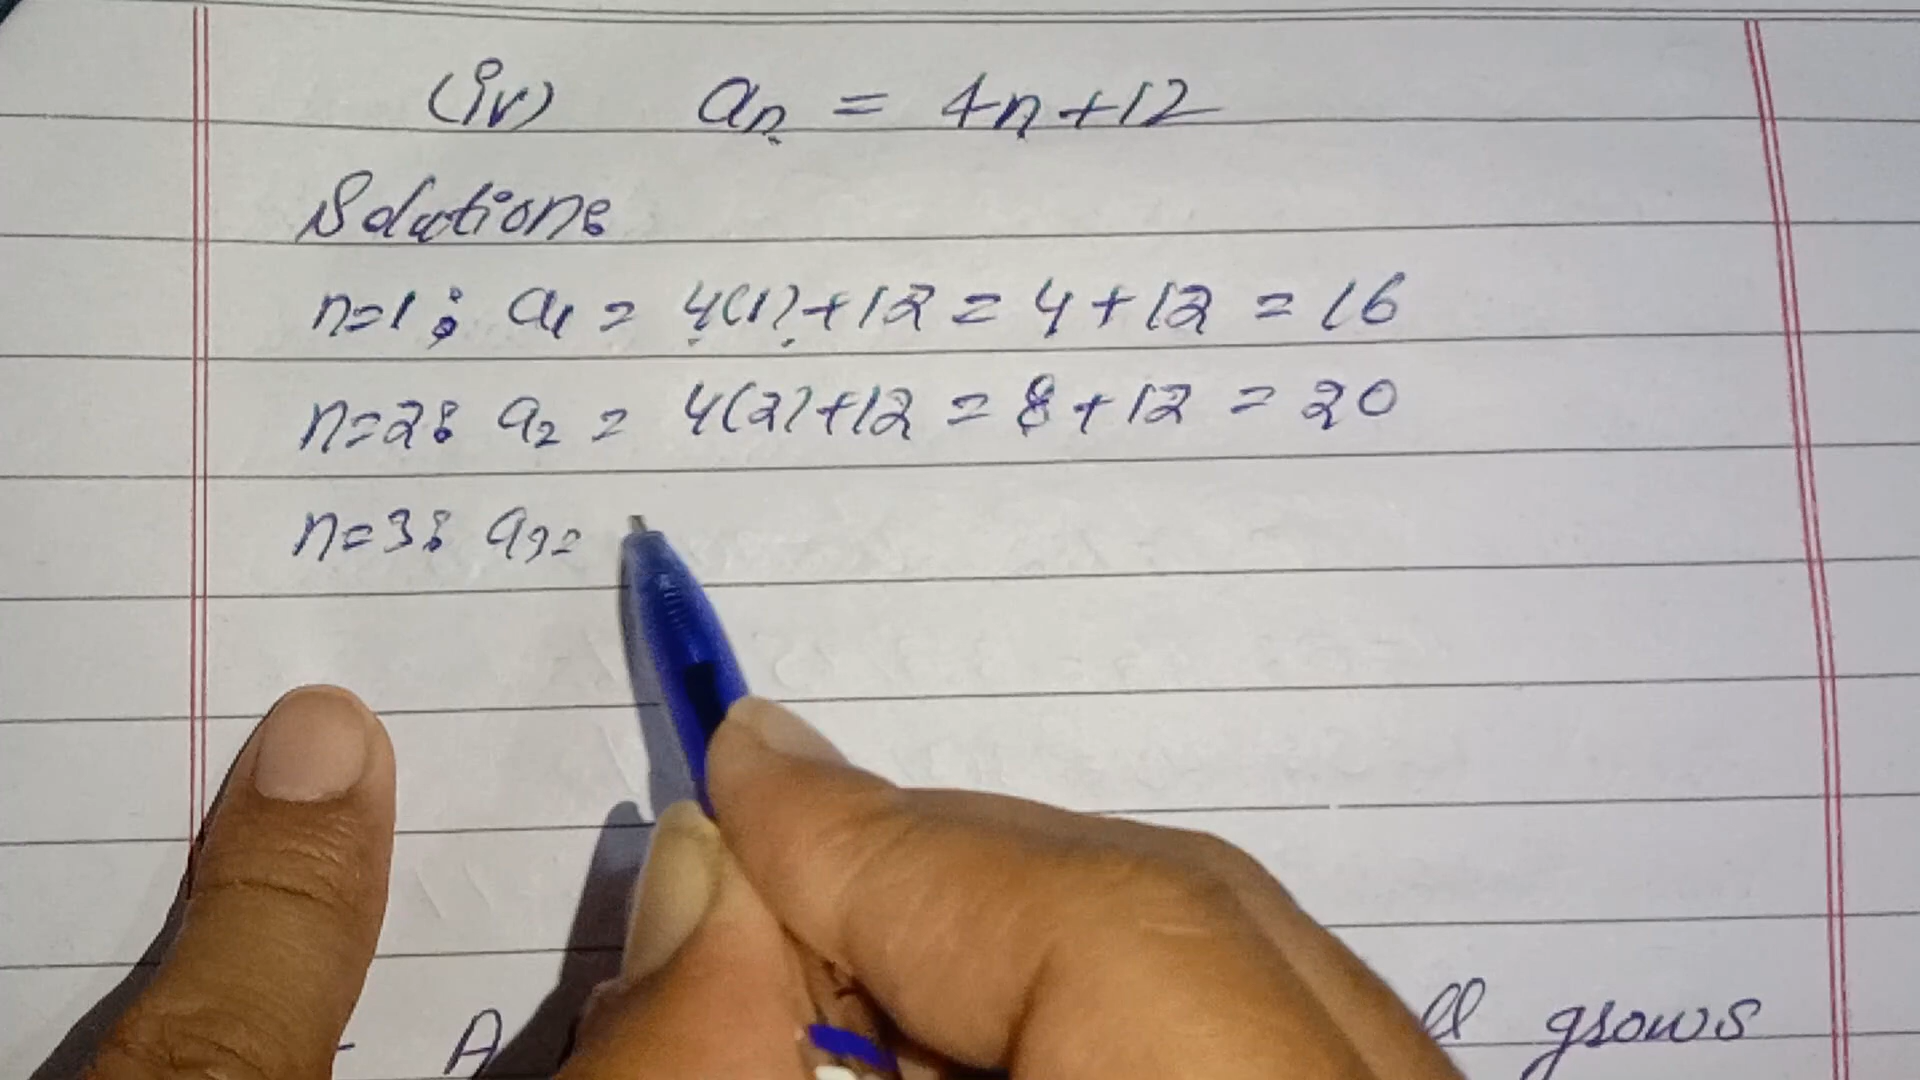 (iv) aₙ = 4n+12
Solution:
n=1: a₁ = 4(1)+12 = 4+12 = 16
n=2: a₂ = 4(2)+12 = 8+12 = 20
n=3: a₃=
A
grows